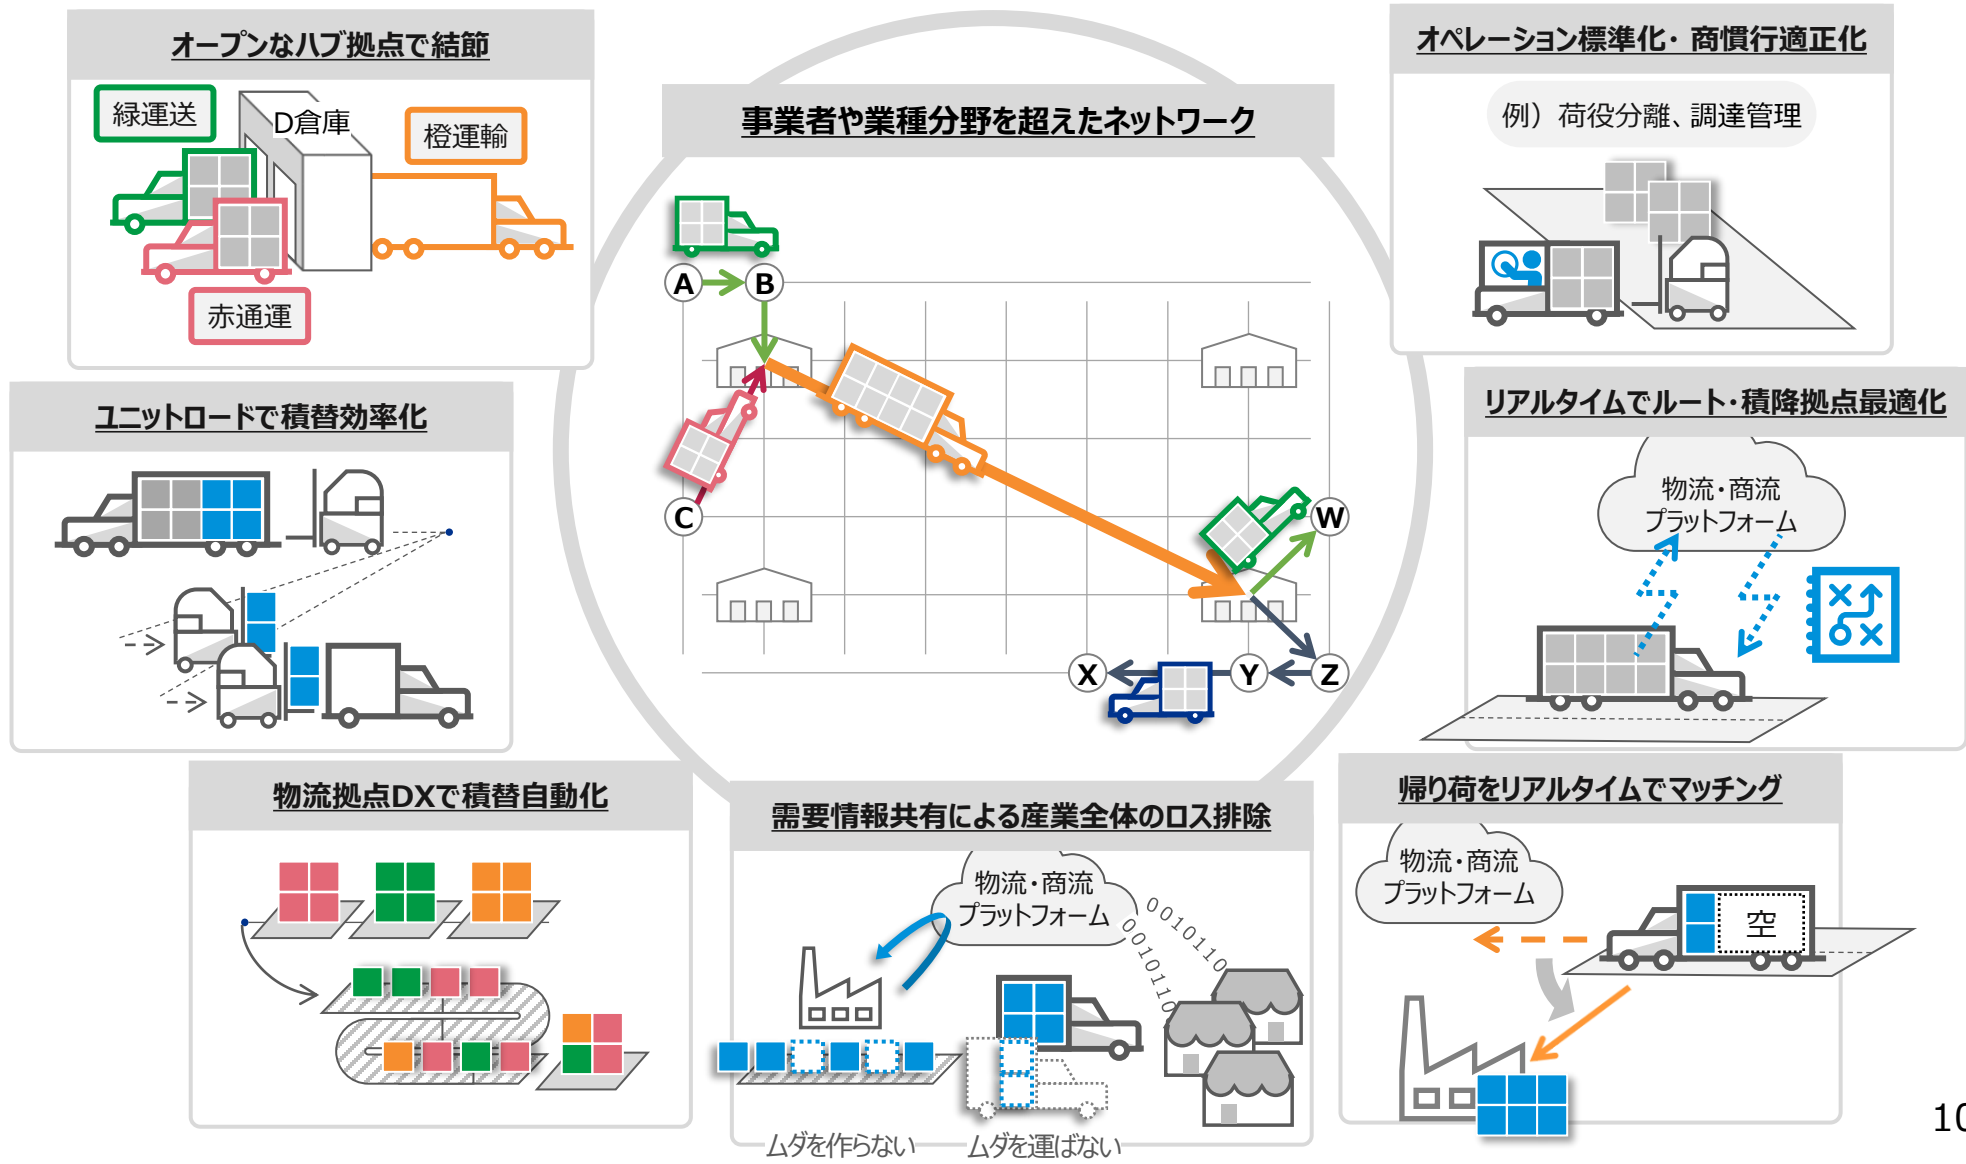 オープンなハブ拠点で結節
緑運送
D倉庫
橙運輸
赤通運
事業者や業種分野を超えたネットワーク
A
B
C
W
X
Y
Z
オペレーション標準化・ 商慣行適正化
例）荷役分離、調達管理
ユニットロードで積替効率化
リアルタイムでルート・積降拠点最適化
物流・商流
プラットフォーム
物流拠点DXで積替自動化
需要情報共有による産業全体のロス排除
物流・商流
プラットフォーム
0010110
0010110
ムダを作らない
ムダを運ばない
帰り荷をリアルタイムでマッチング
物流・商流
プラットフォーム
空
10